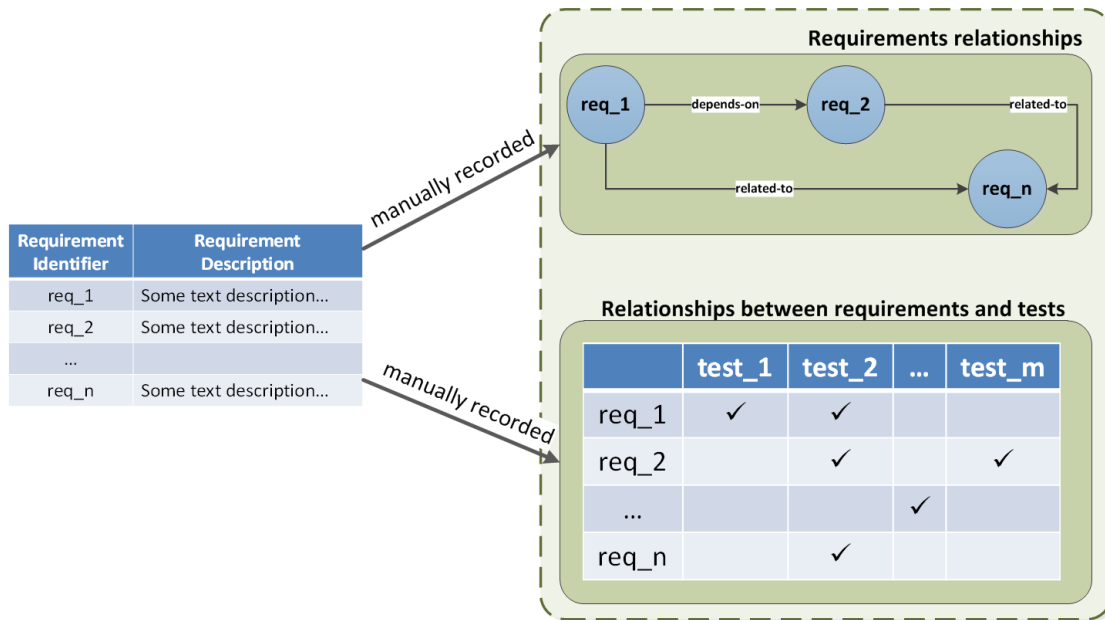 Requirements relationships
req_1
depends-on
req_2
related-to
related-to
req_n
manually recorded
Requirement Identifier
Requirement Description
req_1 Some text description...
req_2 Some text description...
...
req_n Some text description...
manually recorded
Relationships between requirements and tests
test_1 test_2 ... test_m
req_1 ✓ ✓
req_2 ✓ ✓
... ✓
req_n ✓